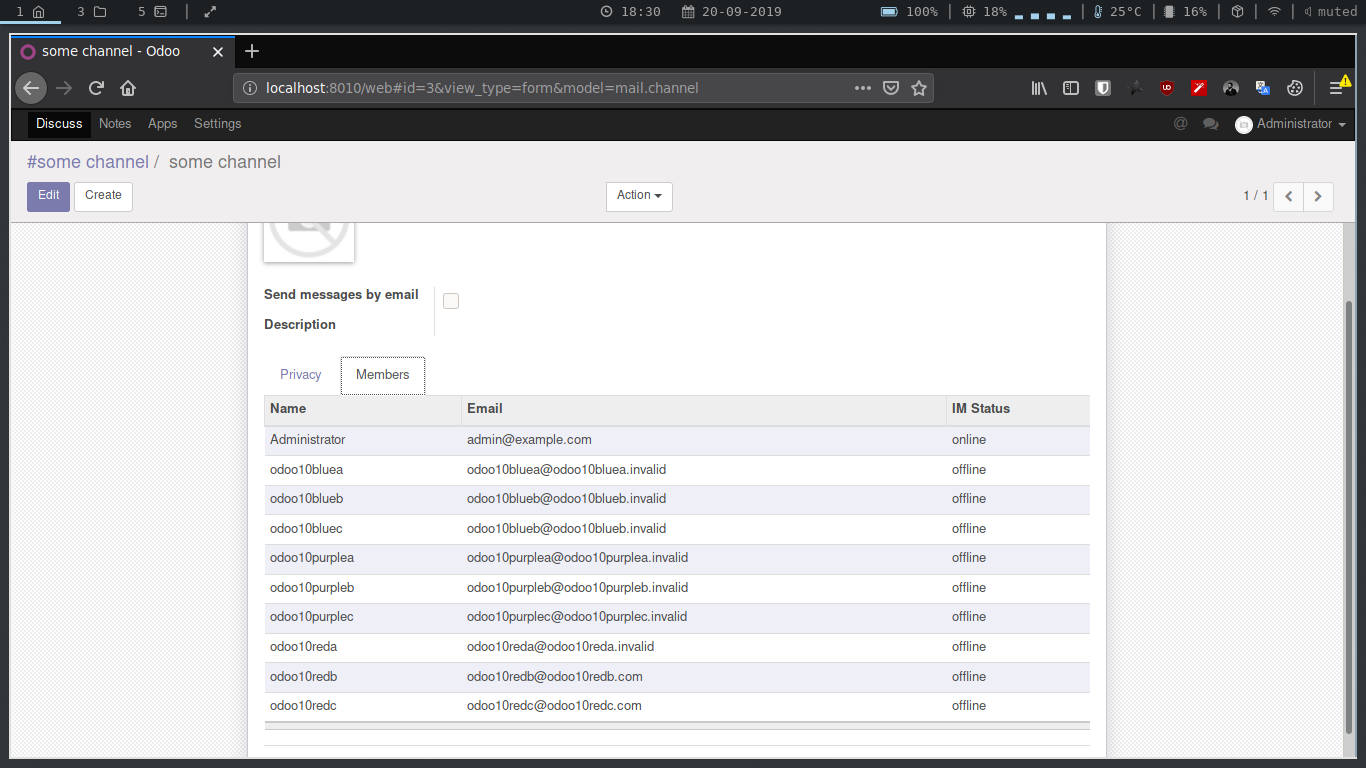 1 3 5 18:30 20-09-2019 100% 18% 25°C 16% muted
some channel - Odoo
localhost:8010/web#id=3&view_type=form&model=mail.channel
Discuss Notes Apps Settings @ Administrator
#some channel / some channel
Edit Create Action 1 / 1
Send messages by email
Description
Privacy Members
Name Email IM Status
Administrator admin@example.com online
odoo10bluea odoo10bluea@odoo10bluea.invalid offline
odoo10blueb odoo10blueb@odoo10blueb.invalid offline
odoo10bluec odoo10blueb@odoo10blueb.invalid offline
odoo10purplea odoo10purplea@odoo10purplea.invalid offline
odoo10purpleb odoo10purpleb@odoo10purpleb.invalid offline
odoo10purplec odoo10purplec@odoo10purplec.invalid offline
odoo10reda odoo10reda@odoo10reda.invalid offline
odoo10redb odoo10redb@odoo10redb.com offline
odoo10redc odoo10redc@odoo10redc.com offline